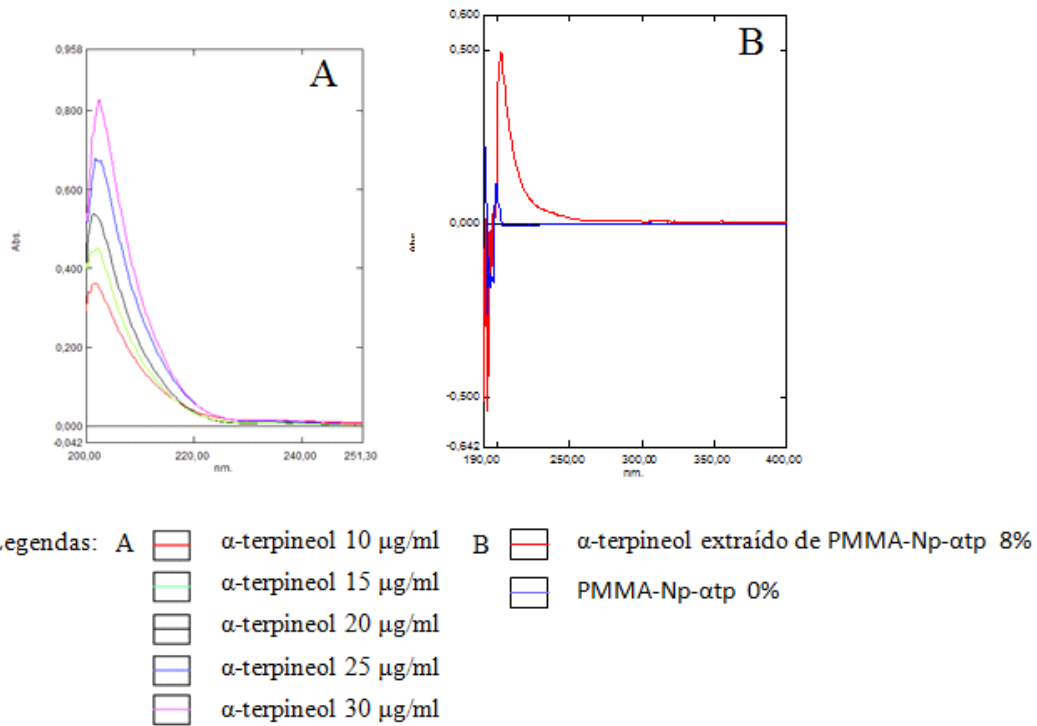 A
0,958
0,800
0,600
0,400
0,200
0,000
-0,042
Abs.
200,00
220,00
240,00
251,30
nm.
B
0,600
0,500
0,000
-0,500
-0,642
190,00
250,00
300,00
350,00
400,00
nm.
egendas: A
α-terpineol 10 µg/ml
α-terpineol 15 µg/ml
α-terpineol 20 µg/ml
α-terpineol 25 µg/ml
α-terpineol 30 µg/ml
B
α-terpineol extraído de PMMA-Np-αtp 8%
PMMA-Np-αtp 0%